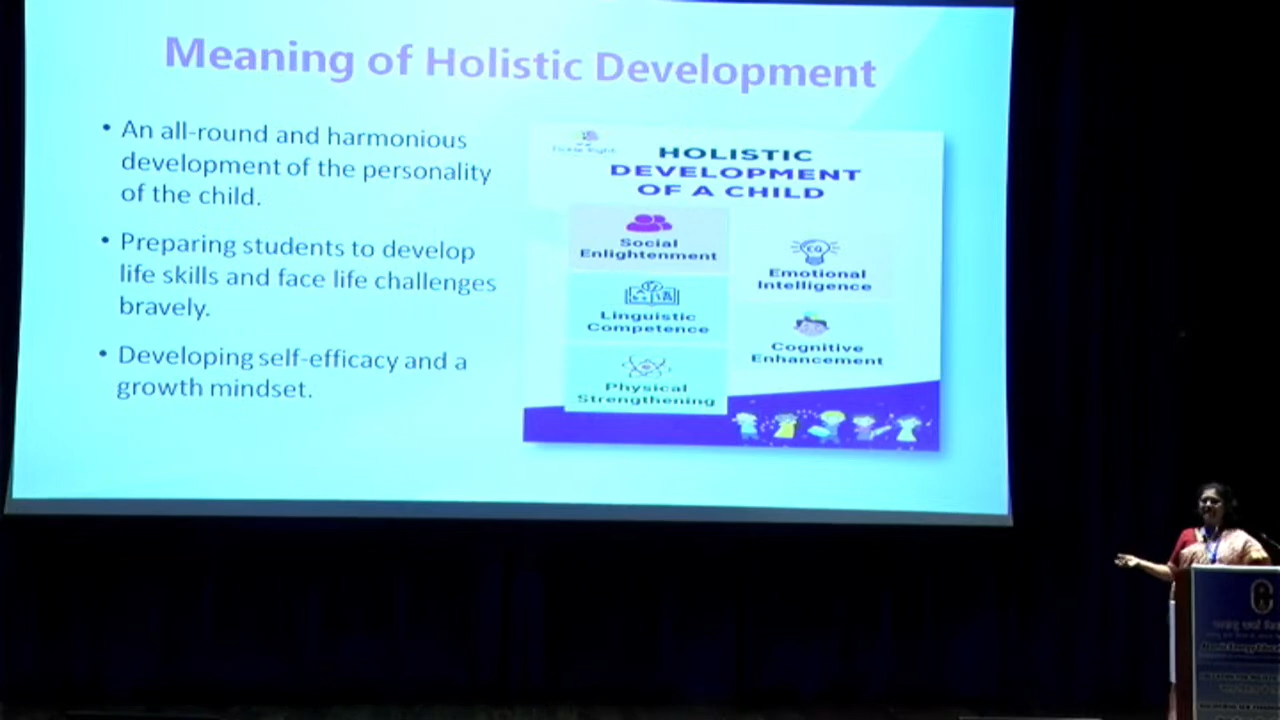 Meaning of Holistic Development
• An all-round and harmonious
development of the personality
of the child.
• Preparing students to develop
life skills and face life challenges
bravely.
• Developing self-efficacy and a
growth mindset.
HOLISTIC
DEVELOPMENT
OF A CHILD
Social
Enlightenment
Linguistic
Competence
Physical
Strengthening
EQ
Emotional
Intelligence
Cognitive
Enhancement